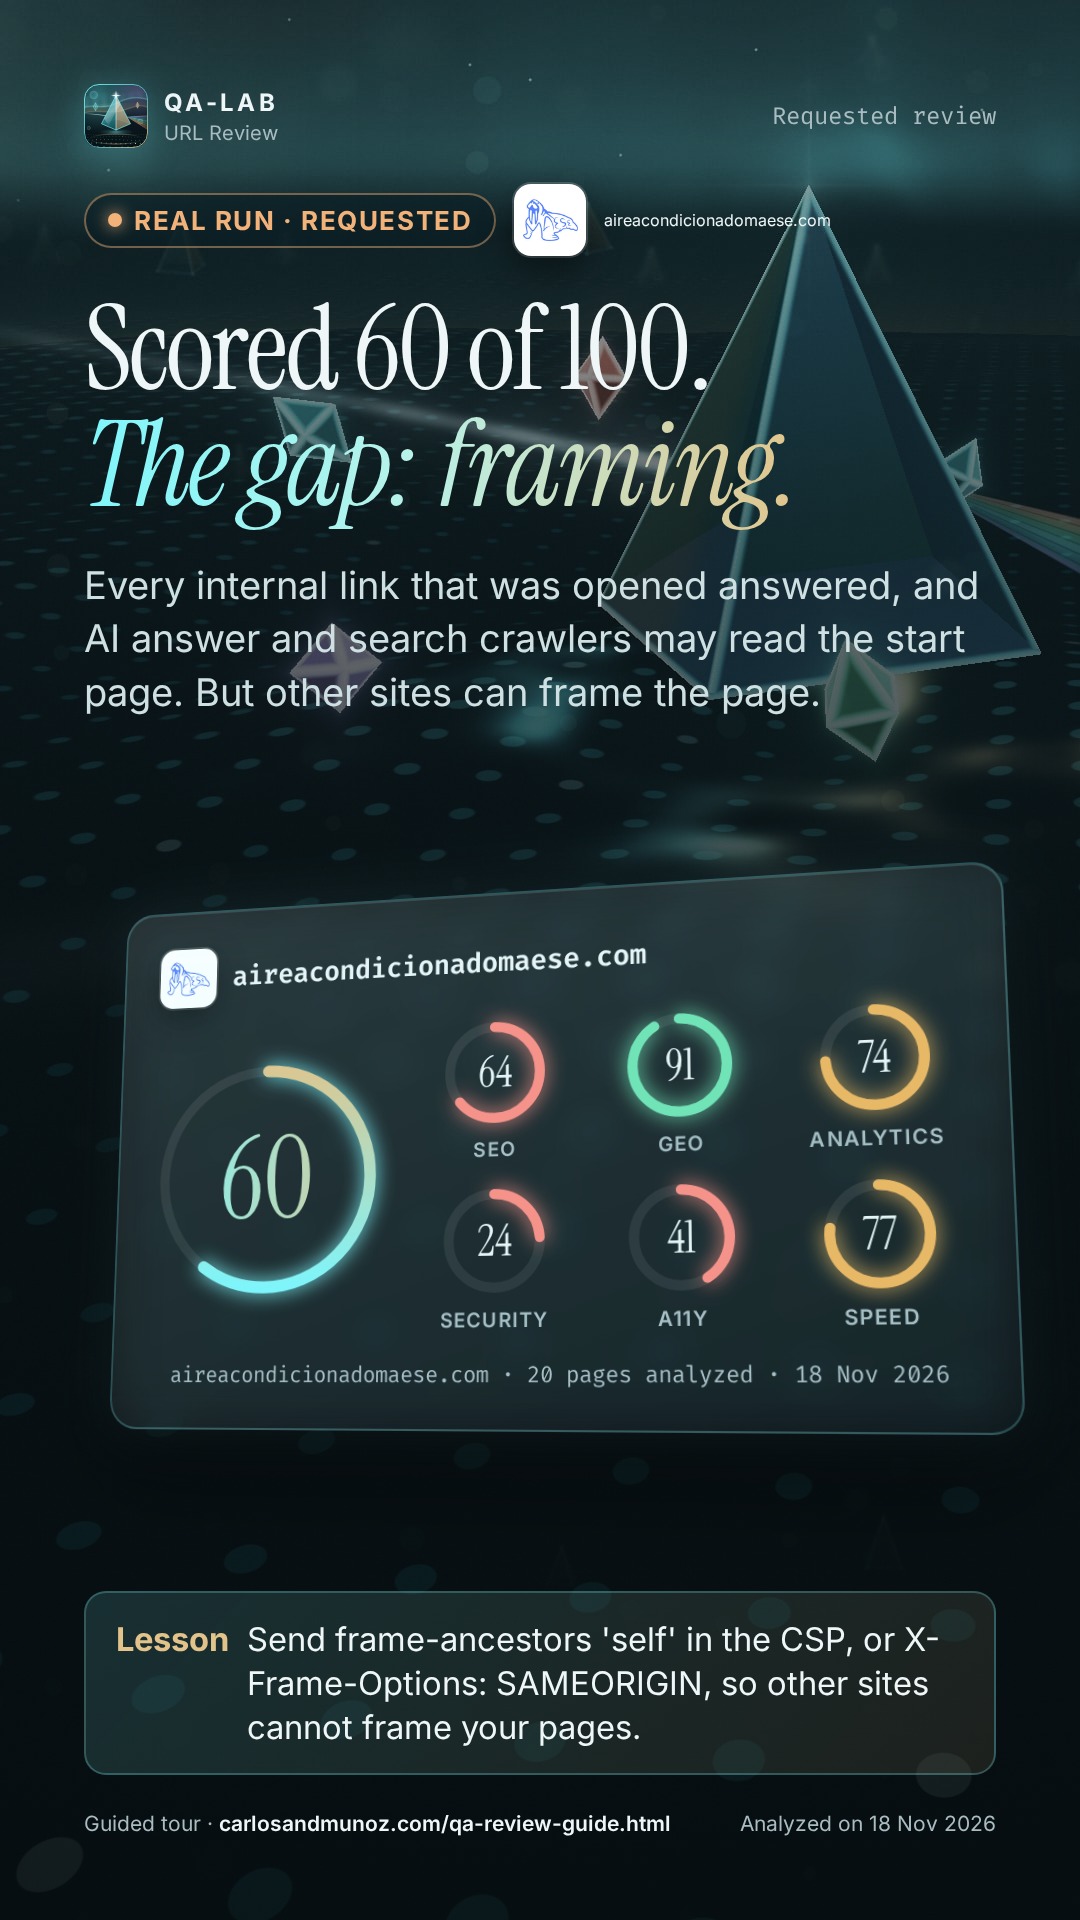 QA-LAB
URL Review
Requested review
REAL RUN · REQUESTED
aireacondicionadomaese.com
Scored 60 of 100.
The gap: framing.
Every internal link that was opened answered, and
AI answer and search crawlers may read the start
page. But other sites can frame the page.
aireacondicionadomaese.com
60
64
SEO
91
GEO
74
ANALYTICS
24
SECURITY
41
A11Y
77
SPEED
aireacondicionadomaese.com · 20 pages analyzed · 18 Nov 2026
Lesson Send frame-ancestors 'self' in the CSP, or X-
Frame-Options: SAMEORIGIN, so other sites
cannot frame your pages.
Guided tour · carlosandmunoz.com/qa-review-guide.html
Analyzed on 18 Nov 2026